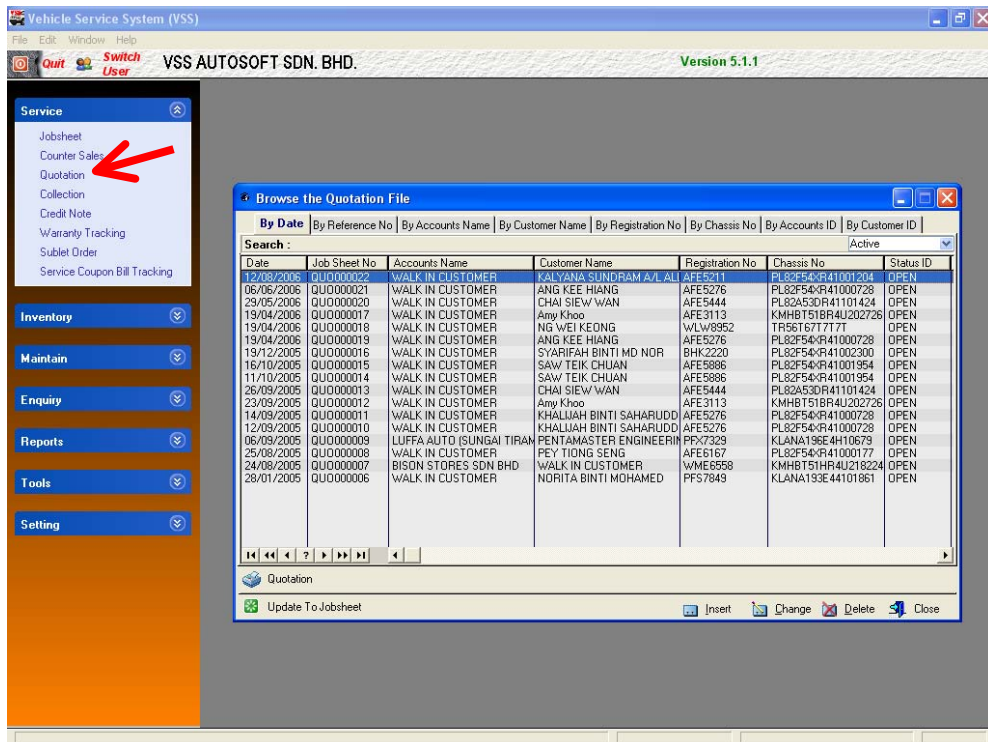 Vehicle Service System (VSS)
File Edit Window Help
Quit Switch User VSS AUTOSOFT SDN. BHD. Version 5.1.1
Service
Jobsheet
Counter Sales
Quotation
Collection
Credit Note
Warranty Tracking
Sublet Order
Service Coupon Bill Tracking
Inventory
Maintain
Enquiry
Reports
Tools
Setting
Browse the Quotation File
By Date By Reference No By Accounts Name By Customer Name By Registration No By Chassis No By Accounts ID By Customer ID
Search : Active
Date Job Sheet No Accounts Name Customer Name Registration No Chassis No Status ID
12/08/2006 QUO000022 WALK IN CUSTOMER KALYANA SUNDRAM A/L ALI AFE5211 PL82F54XR41001204 OPEN
06/06/2006 QUO000021 WALK IN CUSTOMER ANG KEE HIANG AFE5276 PL82F54XR41000728 OPEN
29/05/2006 QUO000020 WALK IN CUSTOMER CHAI SIEW WAN AFE5444 PL82A53DR41101424 OPEN
19/04/2006 QUO000017 WALK IN CUSTOMER Amy Khoo AFE3113 KMHBT51BR4U202726 OPEN
19/04/2006 QUO000018 WALK IN CUSTOMER NG WEI KEONG WLW8952 TR56T67T7T7T OPEN
19/04/2006 QUO000019 WALK IN CUSTOMER ANG KEE HIANG AFE5276 PL82F54XR41000728 OPEN
19/12/2005 QUO000016 WALK IN CUSTOMER SYARIFAH BINTI MD NOR BHK2220 PL82F54XR41002300 OPEN
16/10/2005 QUO000015 WALK IN CUSTOMER SAW TEIK CHUAN AFE5886 PL82F54XR41001954 OPEN
11/10/2005 QUO000014 WALK IN CUSTOMER SAW TEIK CHUAN AFE5886 PL82F54XR41001954 OPEN
26/09/2005 QUO000013 WALK IN CUSTOMER CHAI SIEW WAN AFE5444 PL82A53DR41101424 OPEN
23/09/2005 QUO000012 WALK IN CUSTOMER Amy Khoo AFE3113 KMHBT51BR4U202726 OPEN
14/09/2005 QUO000011 WALK IN CUSTOMER KHALIJAH BINTI SAHARUDD AFE5276 PL82F54XR41000728 OPEN
12/09/2005 QUO000010 WALK IN CUSTOMER KHALIJAH BINTI SAHARUDD AFE5276 PL82F54XR41000728 OPEN
06/09/2005 QUO000009 LUFFA AUTO (SUNGAI TIRAM PENTAMASTER ENGINEERIN PFX7329 KLANA196E4H10679 OPEN
25/08/2005 QUO000008 WALK IN CUSTOMER PEY TIONG SENG AFE6167 PL82F54XR41000177 OPEN
24/08/2005 QUO000007 BISON STORES SDN BHD WALK IN CUSTOMER WME6558 KMHBT51HR4U218224 OPEN
28/01/2005 QUO000006 WALK IN CUSTOMER NORITA BINTI MOHAMED PFS7849 KLANA193E44101861 OPEN
Quotation
Update To Jobsheet Insert Change Delete Close